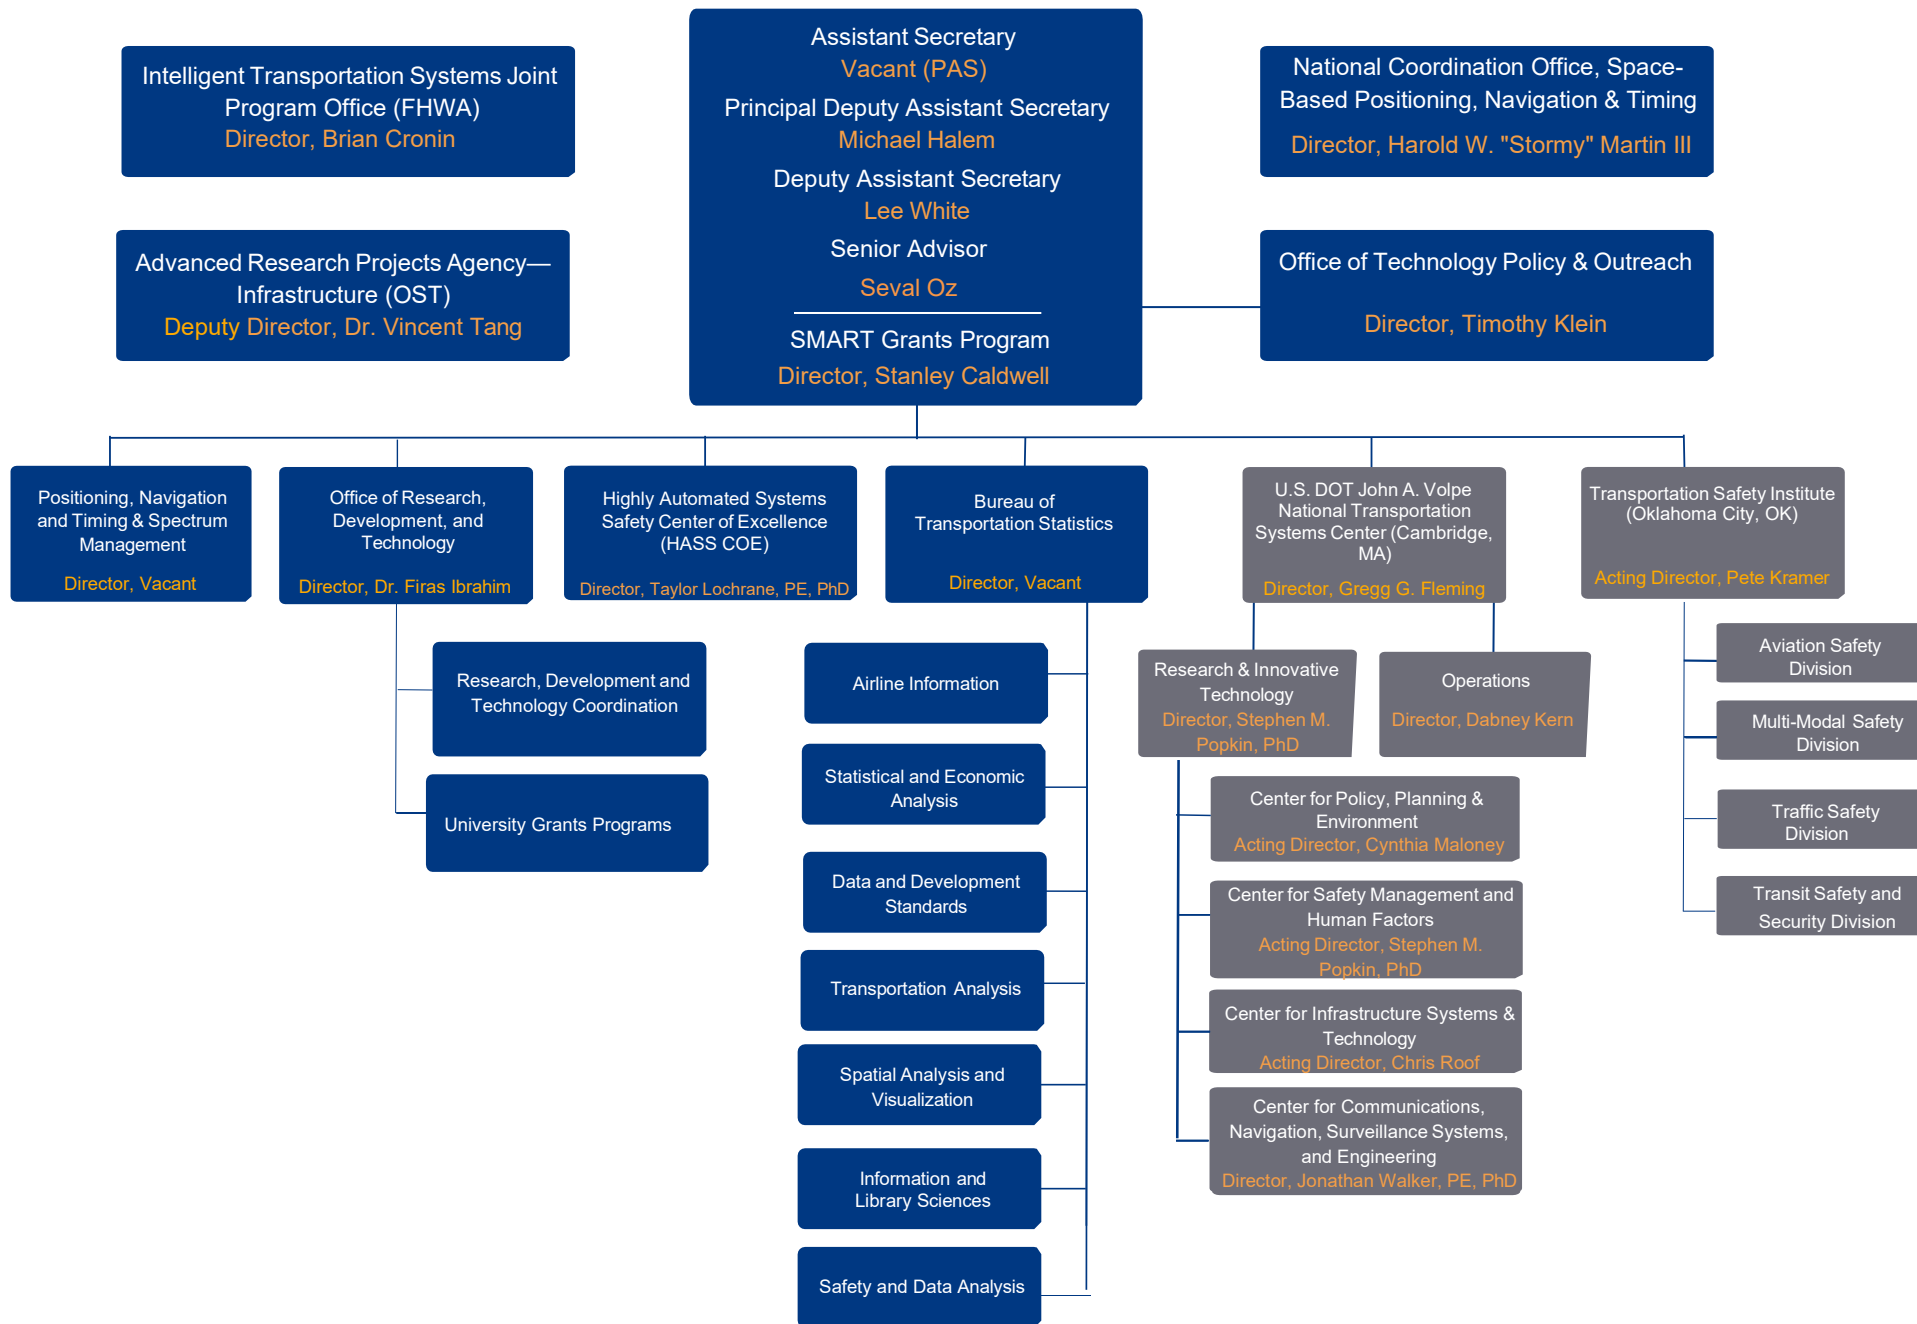 Intelligent Transportation Systems Joint
Program Office (FHWA)
Director, Brian Cronin
Advanced Research Projects Agency—
Infrastructure (OST)
Deputy Director, Dr. Vincent Tang
Assistant Secretary
Vacant (PAS)
Principal Deputy Assistant Secretary
Michael Halem
Deputy Assistant Secretary
Lee White
Senior Advisor
Seval Oz
SMART Grants Program
Director, Stanley Caldwell
National Coordination Office, Space-
Based Positioning, Navigation & Timing
Director, Harold W. "Stormy" Martin III
Office of Technology Policy & Outreach
Director, Timothy Klein
Positioning, Navigation
and Timing & Spectrum
Management
Director, Vacant
Office of Research,
Development, and
Technology
Director, Dr. Firas Ibrahim
Research, Development and
Technology Coordination
University Grants Programs
Highly Automated Systems
Safety Center of Excellence
(HASS COE)
Director, Taylor Lochrane, PE, PhD
Bureau of
Transportation Statistics
Director, Vacant
Airline Information
Statistical and Economic
Analysis
Data and Development
Standards
Transportation Analysis
Spatial Analysis and
Visualization
Information and
Library Sciences
Safety and Data Analysis
U.S. DOT John A. Volpe
National Transportation
Systems Center (Cambridge,
MA)
Director, Gregg G. Fleming
Research & Innovative
Technology
Director, Stephen M.
Popkin, PhD
Operations
Director, Dabney Kern
Center for Policy, Planning &
Environment
Acting Director, Cynthia Maloney
Center for Safety Management and
Human Factors
Acting Director, Stephen M.
Popkin, PhD
Center for Infrastructure Systems &
Technology
Acting Director, Chris Roof
Center for Communications,
Navigation, Surveillance Systems,
and Engineering
Director, Jonathan Walker, PE, PhD
Transportation Safety Institute
(Oklahoma City, OK)
Acting Director, Pete Kramer
Aviation Safety
Division
Multi-Modal Safety
Division
Traffic Safety
Division
Transit Safety and
Security Division